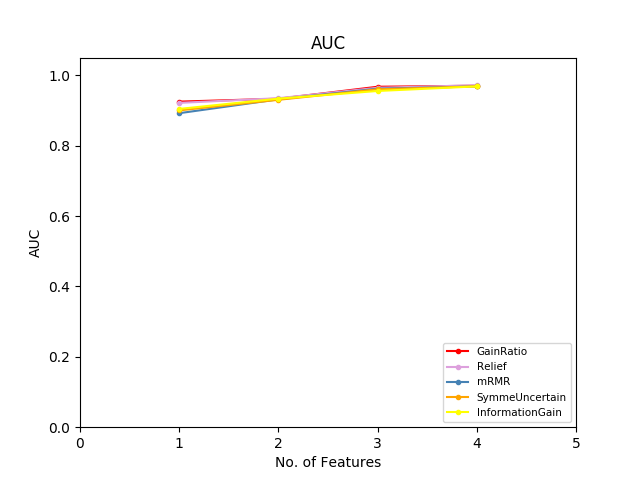 AUC
1.0
0.8
0.6
0.4
0.2
0.0
AUC
0 1 2 3 4 5
No. of Features
GainRatio
Relief
mRMR
SymmeUncertain
InformationGain